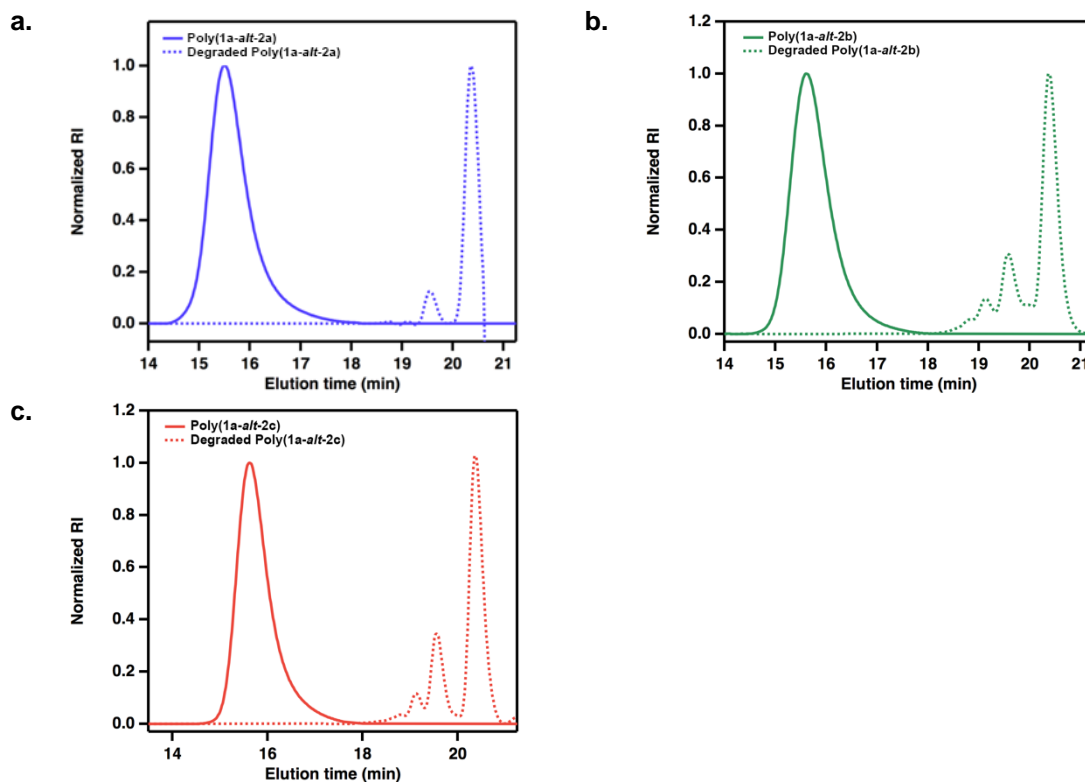 a.
Poly(1a-alt-2a)
Degraded Poly(1a-alt-2a)
1.0
0.8
0.6
0.4
0.2
0.0
Normalized RI
14 15 16 17 18 19 20 21
Elution time (min)
b.
1.2
Poly(1a-alt-2b)
Degraded Poly(1a-alt-2b)
1.0
0.8
0.6
0.4
0.2
0.0
Normalized RI
14 15 16 17 18 19 20 21
Elution time (min)
c.
1.2
Poly(1a-alt-2c)
Degraded Poly(1a-alt-2c)
1.0
0.8
0.6
0.4
0.2
0.0
Normalized RI
14 16 18 20
Elution time (min)